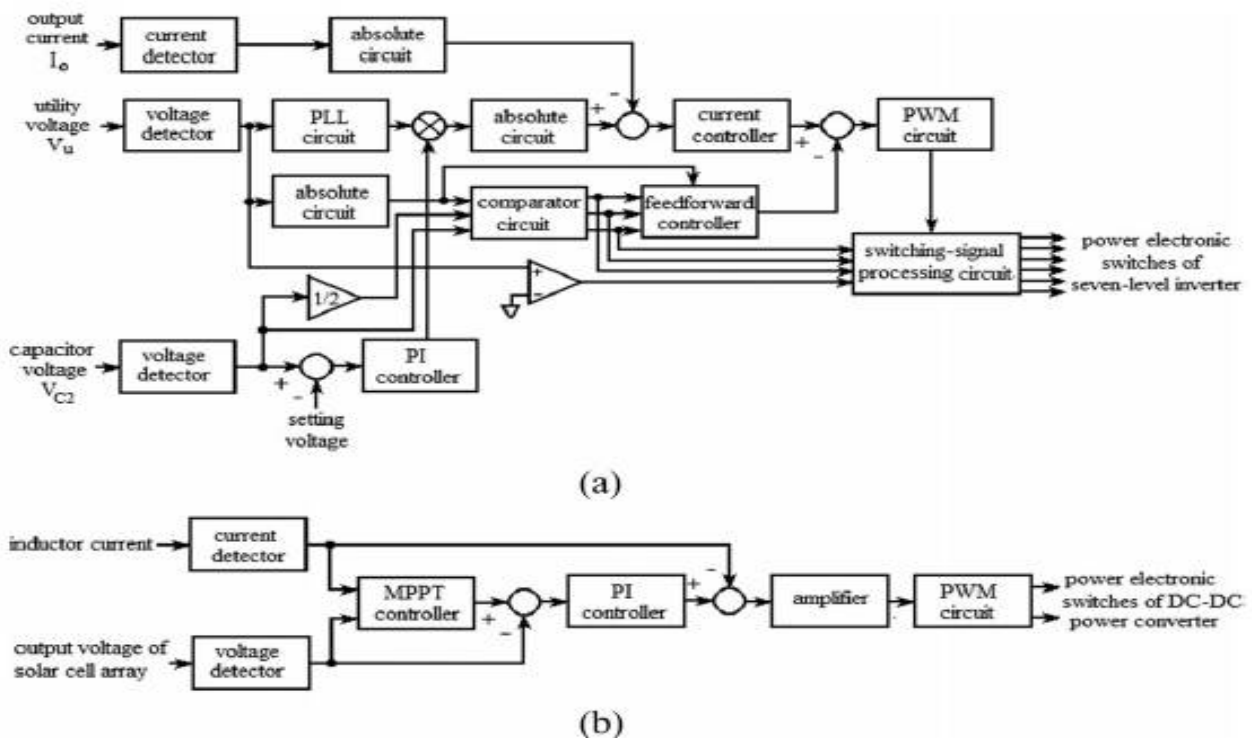 output
current
I_o
current
detector
absolute
circuit
-
utility
voltage
V_u
voltage
detector
PLL
circuit
absolute
circuit
+
current
controller
+
-
PWM
circuit
absolute
circuit
comparator
circuit
feedforward
controller
switching-signal
processing circuit
power electronic
switches of
seven-level inverter
+
-
1/2
capacitor
voltage
V_C2
voltage
detector
+
-
PI
controller
setting
voltage
(a)
inductor current
current
detector
-
MPPT
controller
+
-
PI
controller
+
amplifier
PWM
circuit
power electronic
switches of DC-DC
power converter
output voltage of
solar cell array
voltage
detector
(b)